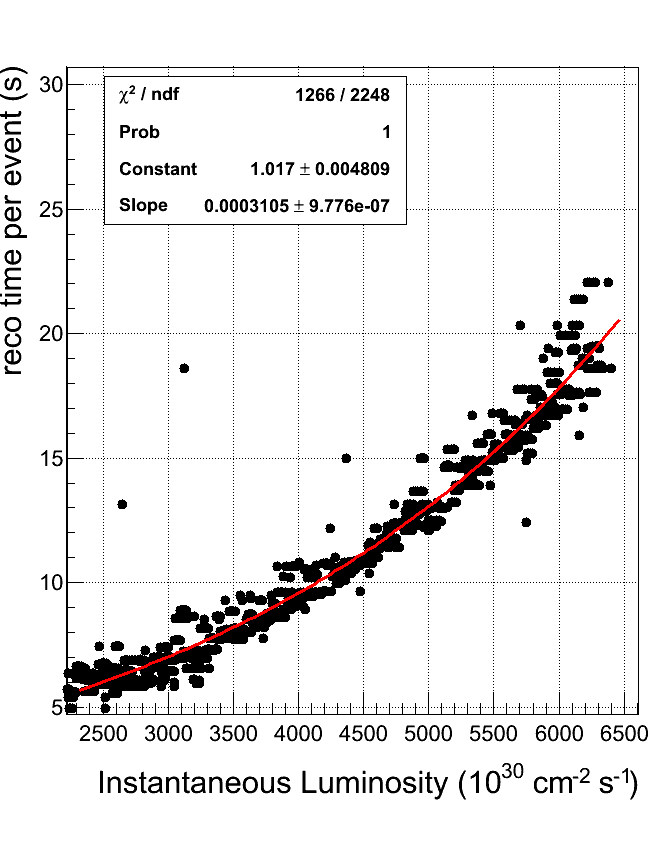 reco time per event (s)
30
25
20
15
10
5
χ² / ndf 1266 / 2248
Prob 1
Constant 1.017 ± 0.004809
Slope 0.0003105 ± 9.776e-07
2500 3000 3500 4000 4500 5000 5500 6000 6500
Instantaneous Luminosity (10³⁰ cm⁻² s⁻¹)